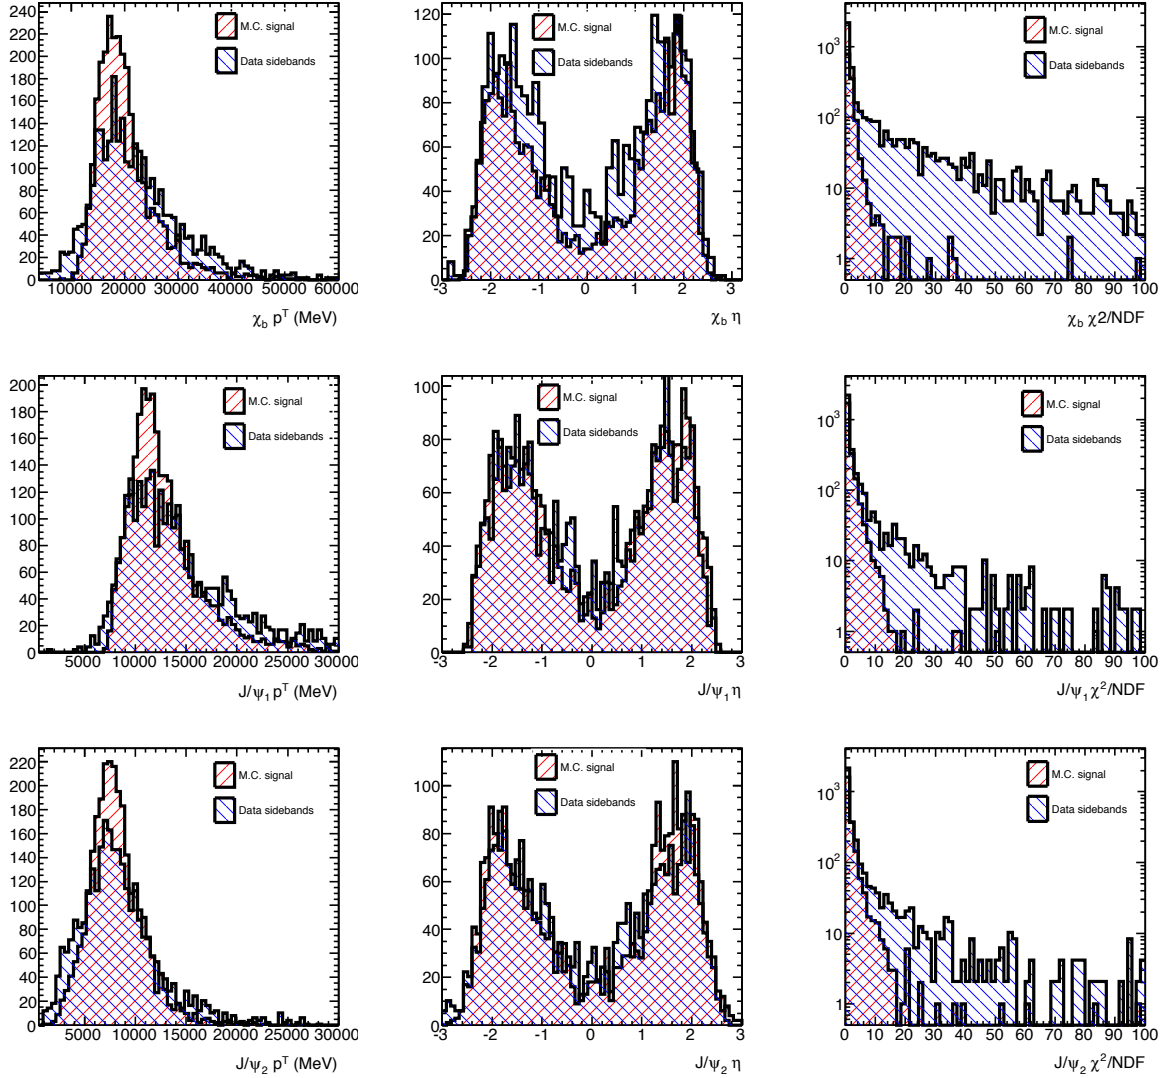 240
220
200
180
160
140
120
100
80
60
40
20
0
M.C. signal
Data sidebands
10000 20000 30000 40000 50000 60000
χb pT (MeV)
120
100
80
60
40
20
0
M.C. signal
Data sidebands
-3 -2 -1 0 1 2 3
χb η
10³
10²
10
1
M.C. signal
Data sidebands
0 10 20 30 40 50 60 70 80 90 100
χb χ2/NDF
200
180
160
140
120
100
80
60
40
20
0
M.C. signal
Data sidebands
5000 10000 15000 20000 25000 30000
J/ψ1 pT (MeV)
100
80
60
40
20
0
M.C. signal
Data sidebands
-3 -2 -1 0 1 2 3
J/ψ1 η
10³
10²
10
1
M.C. signal
Data sidebands
0 10 20 30 40 50 60 70 80 90 100
J/ψ1 χ²/NDF
220
200
180
160
140
120
100
80
60
40
20
0
M.C. signal
Data sidebands
5000 10000 15000 20000 25000 30000
J/ψ2 pT (MeV)
100
80
60
40
20
0
M.C. signal
Data sidebands
-3 -2 -1 0 1 2 3
J/ψ2 η
10³
10²
10
1
M.C. signal
Data sidebands
0 10 20 30 40 50 60 70 80 90 100
J/ψ2 χ²/NDF